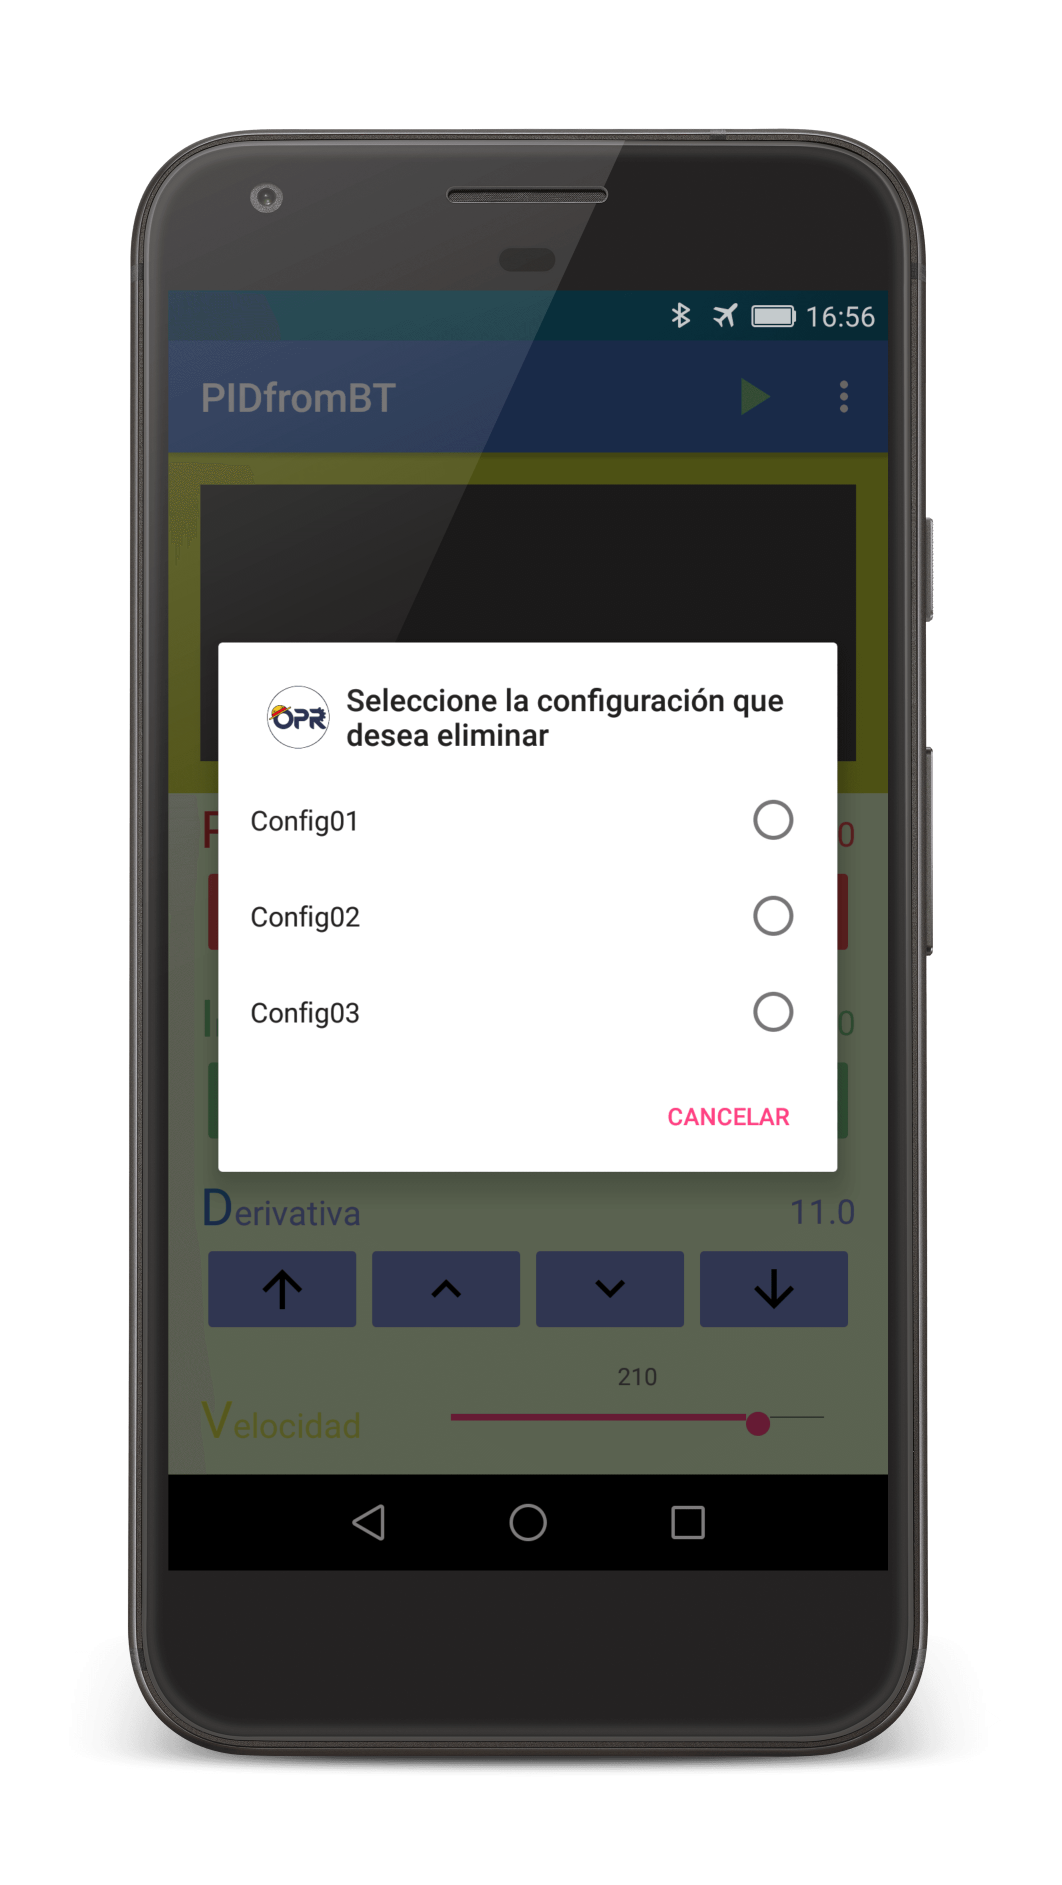 16:56
PIDfromBT
OPR
Seleccione la configuración que
desea eliminar
Config01
Config02
Config03
CANCELAR
P 0
I 0
Derivativa 11.0
210
Velocidad